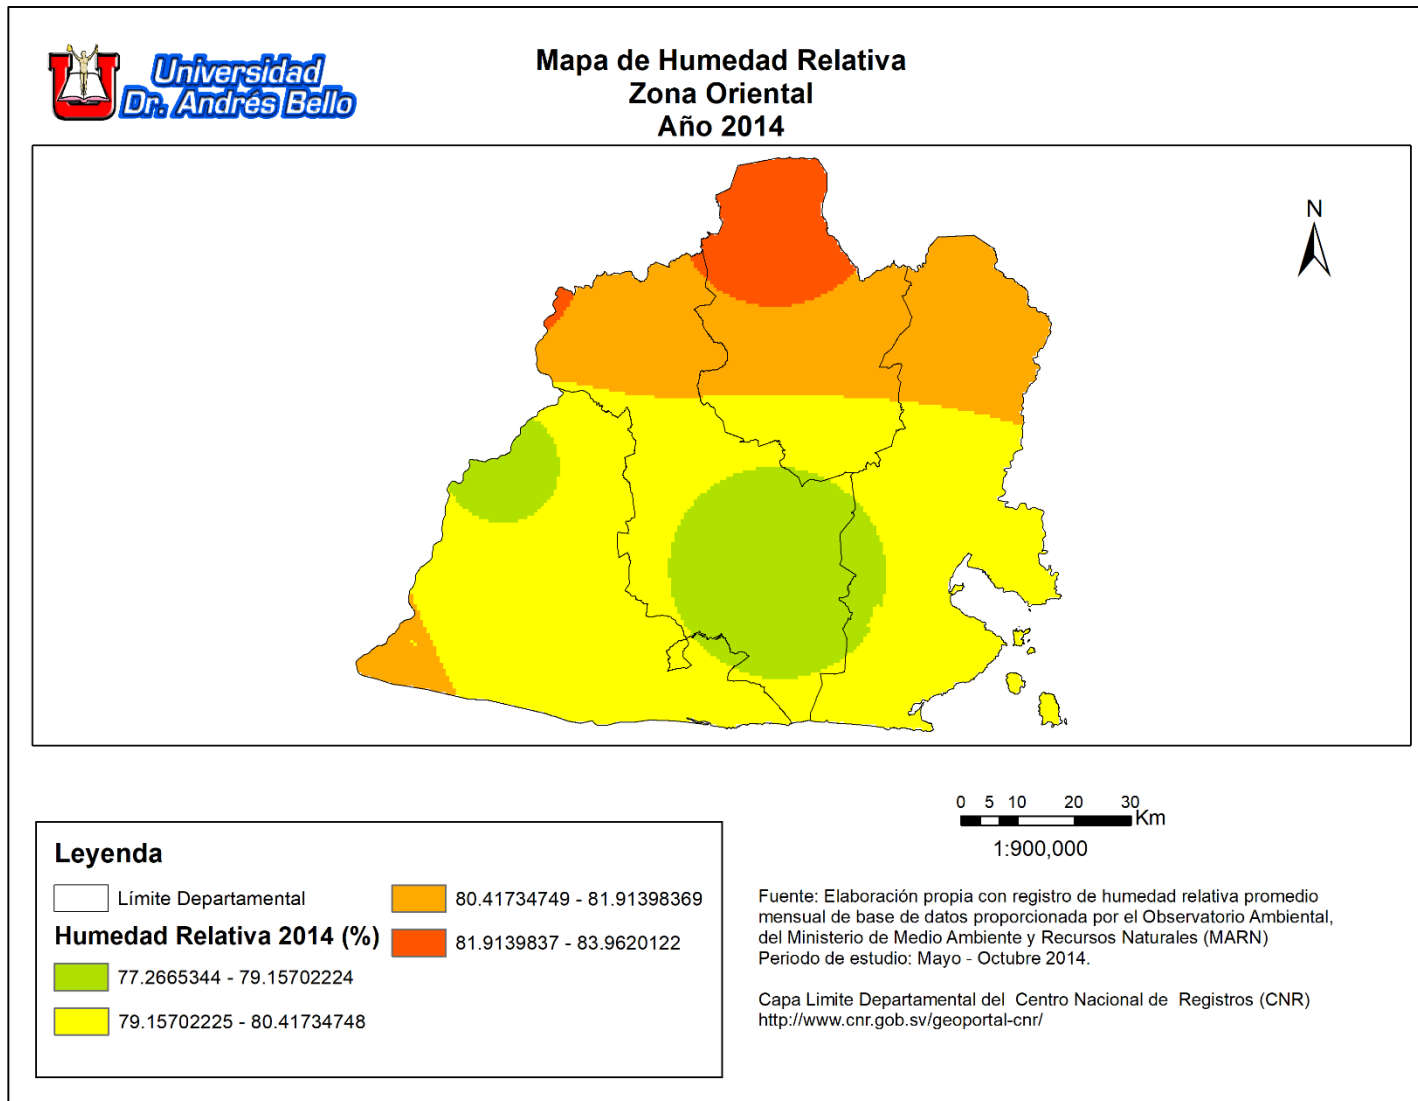 Universidad
Dr. Andrés Bello
Mapa de Humedad Relativa
Zona Oriental
Año 2014
N
0 5 10 20 30
Km
1:900,000
Leyenda
Límite Departamental
Humedad Relativa 2014 (%)
77.2665344 - 79.15702224
79.15702225 - 80.41734748
80.41734749 - 81.91398369
81.9139837 - 83.9620122
Fuente: Elaboración propia con registro de humedad relativa promedio
mensual de base de datos proporcionada por el Observatorio Ambiental,
del Ministerio de Medio Ambiente y Recursos Naturales (MARN)
Periodo de estudio: Mayo - Octubre 2014.
Capa Limite Departamental del Centro Nacional de Registros (CNR)
http://www.cnr.gob.sv/geoportal-cnr/